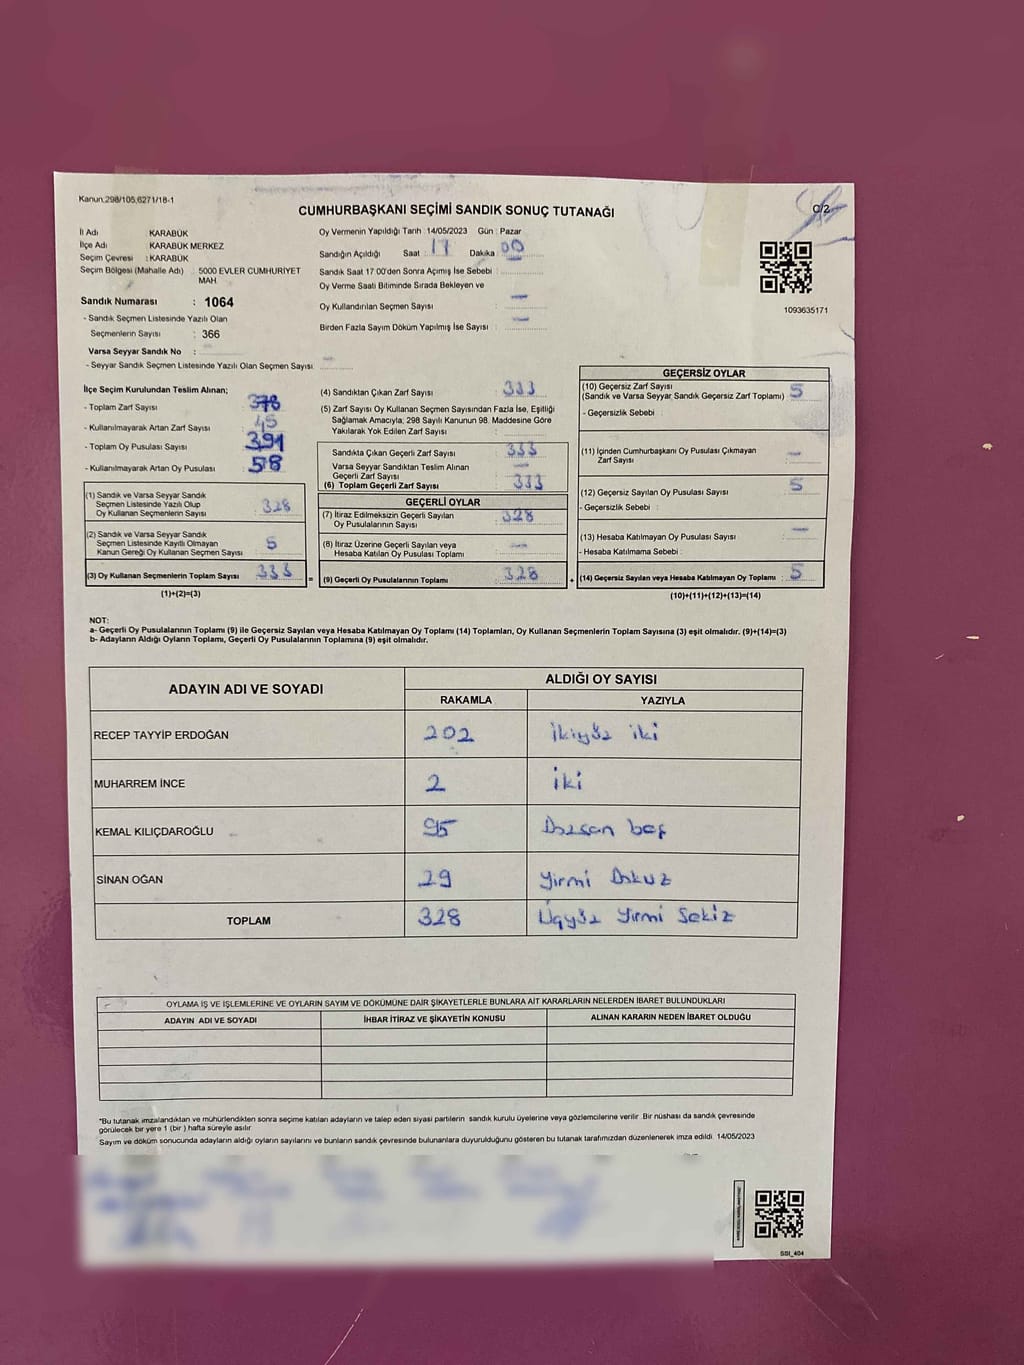 Kanun.298/105.6271/18-1
CUMHURBAŞKANI SEÇİMİ SANDIK SONUÇ TUTANAĞI
C/2
İl Adı : KARABÜK
İlçe Adı : KARABÜK MERKEZ
Seçim Çevresi : KARABÜK
Seçim Bölgesi (Mahalle Adı) : 5000 EVLER CUMHURİYET MAH
Sandık Numarası : 1064
- Sandık Seçmen Listesinde Yazılı Olan
Seçmenlerin Sayısı : 366
Varsa Seyyar Sandık No :
- Seyyar Sandık Seçmen Listesinde Yazılı Olan Seçmen Sayısı : —
Oy Vermenin Yapıldığı Tarih : 14/05/2023 Gün : Pazar
Sandığın Açıldığı Saat : 17 Dakika : 00
Sandık Saat 17.00'den Sonra Açımış İse Sebebi :
Oy Verme Saati Bitiminde Sırada Bekleyen ve
Oy Kullandırılan Seçmen Sayısı : —
Birden Fazla Sayım Döküm Yapılmış İse Sayısı : —
1093635171
İlçe Seçim Kurulundan Teslim Alınan;
- Toplam Zarf Sayısı : 378
- Kullanılmayarak Artan Zarf Sayısı : 45
- Toplam Oy Pusulası Sayısı : 391
- Kullanılmayarak Artan Oy Pusulası : 58
(1) Sandık ve Varsa Seyyar Sandık
Seçmen Listesinde Yazılı Olup
Oy Kullanan Seçmenlerin Sayısı : 328
(2) Sandık ve Varsa Seyyar Sandık
Seçmen Listesinde Kayıtlı Olmayan
Kanun Gereği Oy Kullanan Seçmen Sayısı : 5
(3) Oy Kullanan Seçmenlerin Toplam Sayısı : 333
(1)+(2)=(3)
(4) Sandıktan Çıkan Zarf Sayısı : 333
(5) Zarf Sayısı Oy Kullanan Seçmen Sayısından Fazla İse, Eşitliği
Sağlamak Amacıyla; 298 Sayılı Kanunun 98. Maddesine Göre
Yakılarak Yok Edilen Zarf Sayısı :
Sandıkta Çıkan Geçerli Zarf Sayısı : 333
Varsa Seyyar Sandıktan Teslim Alınan
Geçerli Zarf Sayısı : —
(6) Toplam Geçerli Zarf Sayısı : 333
GEÇERLİ OYLAR
(7) İtiraz Edilmeksizin Geçerli Sayılan
Oy Pusulalarının Sayısı : 328
(8) İtiraz Üzerine Geçerli Sayılan veya
Hesaba Katılan Oy Pusulası Toplamı : —
= (9) Geçerli Oy Pusulalarının Toplamı : 328
GEÇERSİZ OYLAR
(10) Geçersiz Zarf Sayısı : 5
(Sandık ve Varsa Seyyar Sandık Geçersiz Zarf Toplamı)
- Geçersizlik Sebebi :
(11) İçinden Cumhurbaşkanı Oy Pusulası Çıkmayan
Zarf Sayısı : —
(12) Geçersiz Sayılan Oy Pusulası Sayısı : 5
- Geçersizlik Sebebi :
(13) Hesaba Katılmayan Oy Pusulası Sayısı : —
- Hesaba Katılmama Sebebi :
+ (14) Geçersiz Sayılan veya Hesaba Katılmayan Oy Toplamı : 5
(10)+(11)+(12)+(13)=(14)
NOT:
a- Geçerli Oy Pusulalarının Toplamı (9) ile Geçersiz Sayılan veya Hesaba Katılmayan Oy Toplamı (14) Toplamları, Oy Kullanan Seçmenlerin Toplam Sayısına (3) eşit olmalıdır. (9)+(14)=(3)
b- Adayların Aldığı Oyların Toplamı, Geçerli Oy Pusulalarının Toplamına (9) eşit olmalıdır.
ADAYIN ADI VE SOYADI
ALDIĞI OY SAYISI
RAKAMLA YAZIYLA
RECEP TAYYİP ERDOĞAN 202 İkiyüz iki
MUHARREM İNCE 2 iki
KEMAL KILIÇDAROĞLU 95 Doksan beş
SİNAN OĞAN 29 Yirmi Dokuz
TOPLAM 328 Üçyüz Yirmi Sekiz
OYLAMA İŞ VE İŞLEMLERİNE VE OYLARIN SAYIM VE DÖKÜMÜNE DAİR ŞİKAYETLERLE BUNLARA AİT KARARLARIN NELERDEN İBARET BULUNDUKLARI
ADAYIN ADI VE SOYADI İHBAR İTİRAZ VE ŞİKAYETİN KONUSU ALINAN KARARIN NEDEN İBARET OLDUĞU
*Bu tutanak imzalandıktan ve mühürlendikten sonra seçime katılan adayların ve talep eden siyasi partilerin sandık kurulu üyelerine veya gözlemcilerine verilir. Bir nüshası da sandık çevresinde
görülecek bir yere 1 (bir) hafta süreyle asılır.
Sayım ve döküm sonucunda adayların aldığı oyların sayılarını ve bunların sandık çevresinde bulunanlara duyurulduğunu gösteren bu tutanak tarafımızdan düzenlenerek imza edildi. 14/05/2023
SSI_404